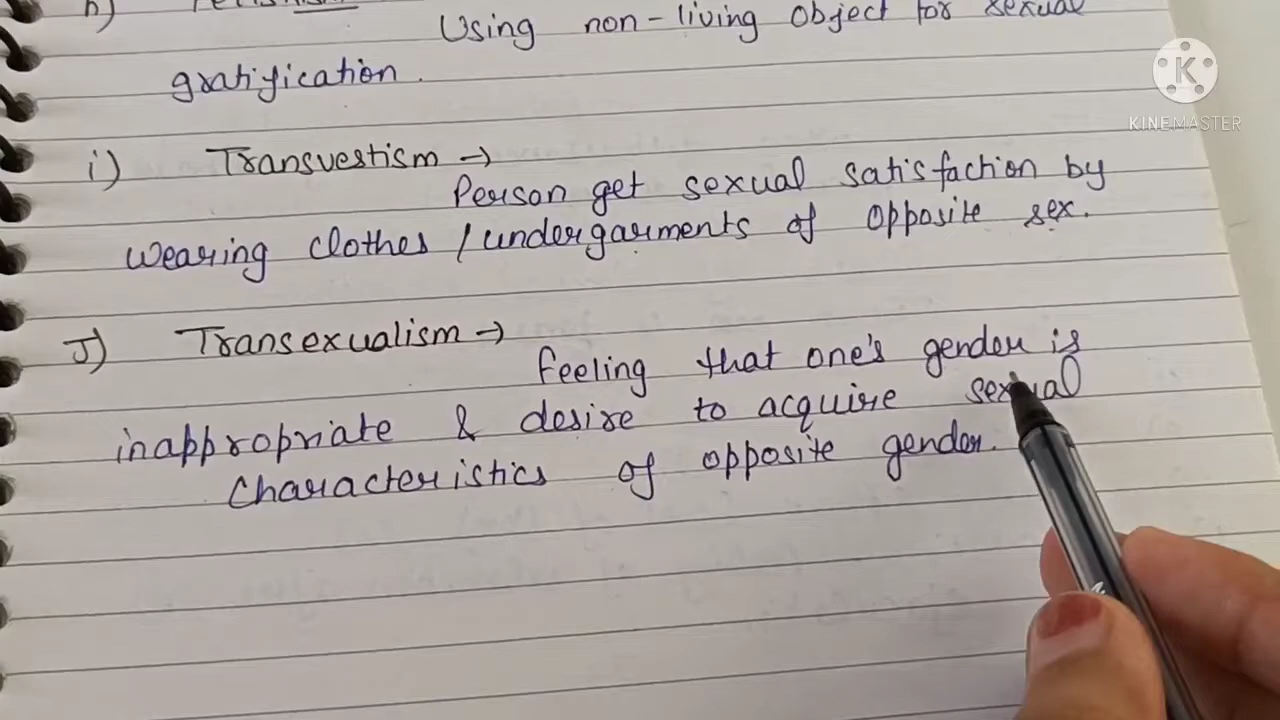 h) Fetishism
Using non-living object for sexual
gratification.
i) Transvestism →
Person get sexual satisfaction by
wearing clothes / undergarments of opposite sex.
J) Transexualism →
Feeling that one's gender is
inappropriate & desire to acquire sexual
characteristics of opposite gender.
K
KINEMASTER